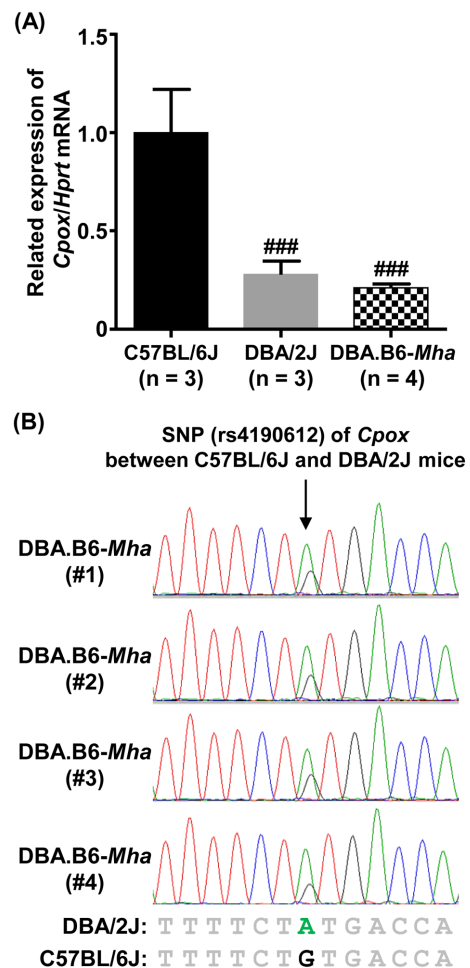 (A)
Related expression of
Cpox/Hprt mRNA
1.5
1.0
0.5
0
###
###
C57BL/6J
(n = 3)
DBA/2J
(n = 3)
DBA.B6-Mha
(n = 4)
(B)
SNP (rs4190612) of Cpox
between C57BL/6J and DBA/2J mice
DBA.B6-Mha
(#1)
DBA.B6-Mha
(#2)
DBA.B6-Mha
(#3)
DBA.B6-Mha
(#4)
DBA/2J: T T T T C T A T G A C C A
C57BL/6J: T T T T C T G T G A C C A